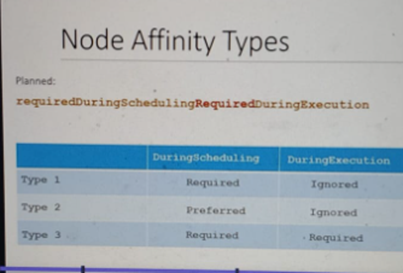 Node Affinity Types
Planned:
requiredDuringSchedulingRequiredDuringExecution
DuringScheduling DuringExecution
Type 1 Required Ignored
Type 2 Preferred Ignored
Type 3 Required Required